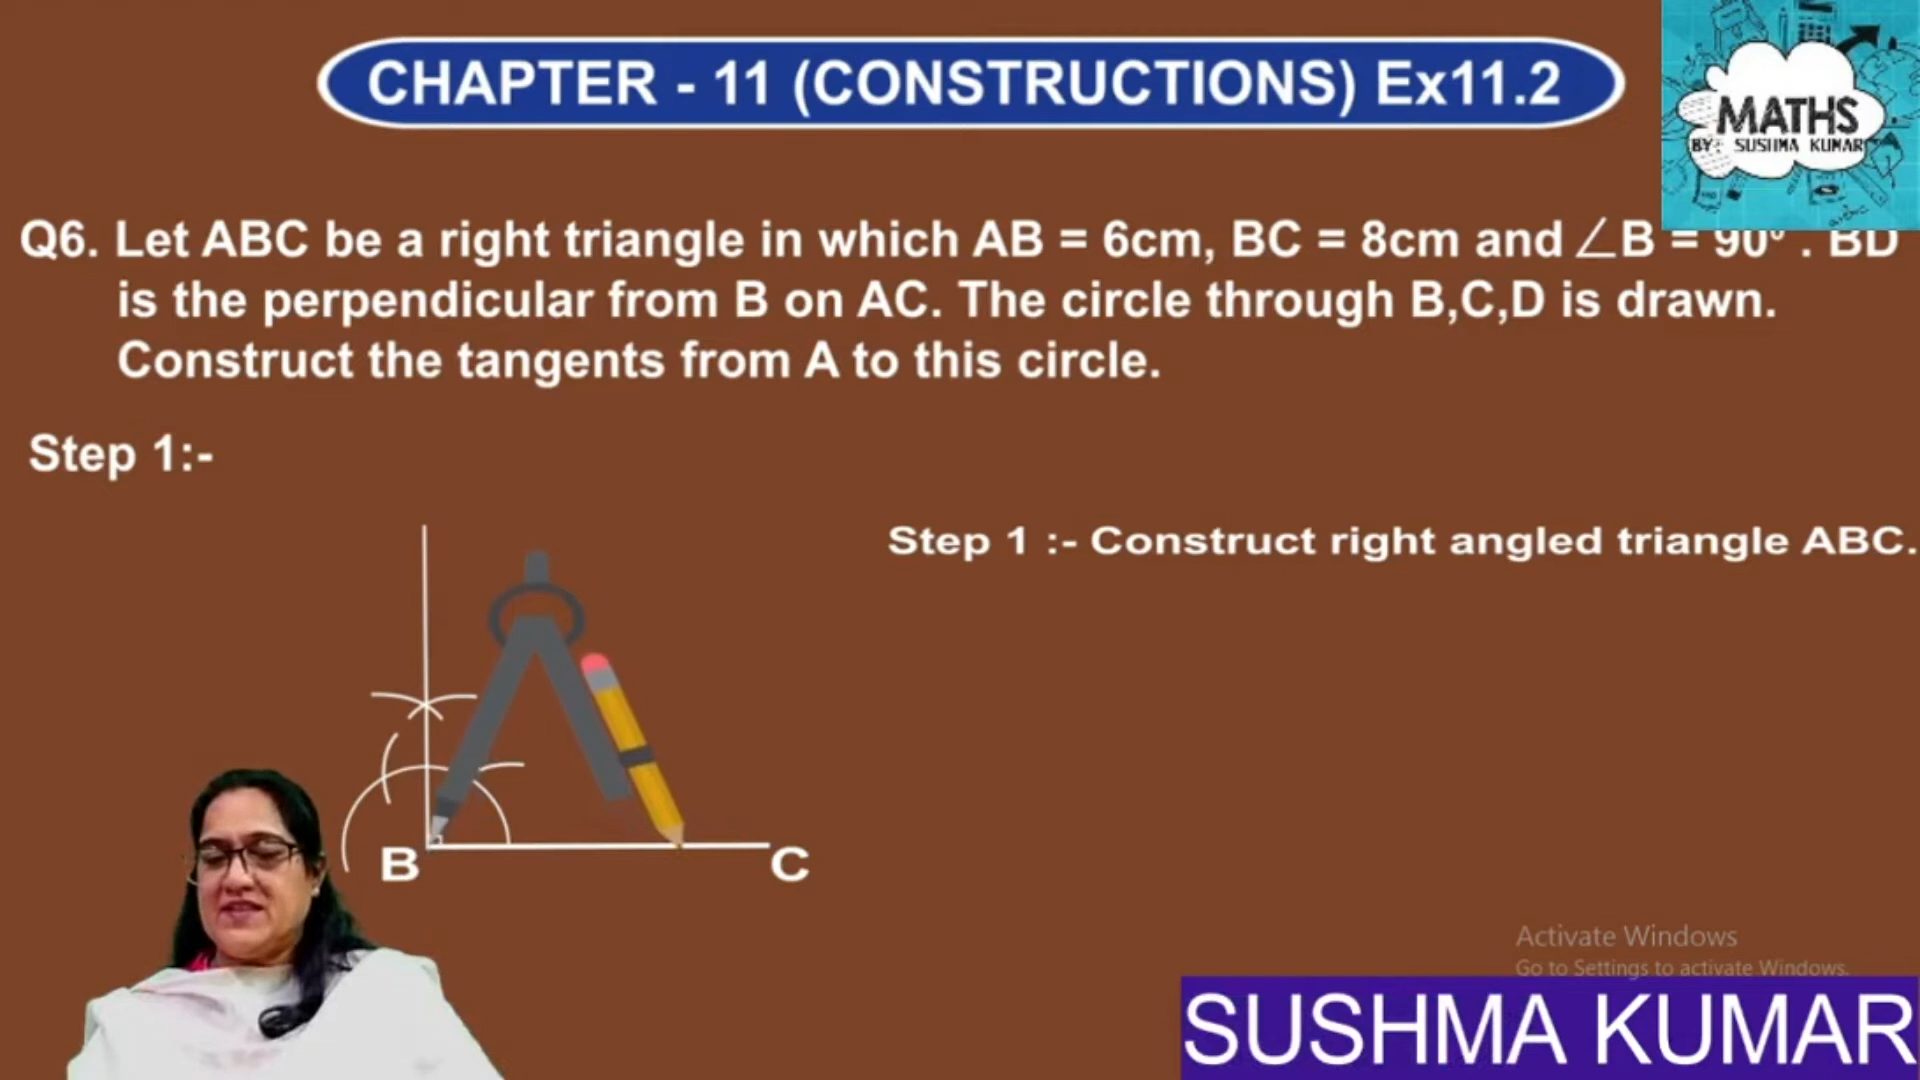 CHAPTER - 11 (CONSTRUCTIONS) Ex11.2
MATHS
BY: SUSHMA KUMAR
Q6. Let ABC be a right triangle in which AB = 6cm, BC = 8cm and ∠B = 90⁰ . BD
is the perpendicular from B on AC. The circle through B,C,D is drawn.
Construct the tangents from A to this circle.
Step 1:-
Step 1 :- Construct right angled triangle ABC.
B
C
Activate Windows
Go to Settings to activate Windows.
SUSHMA KUMAR